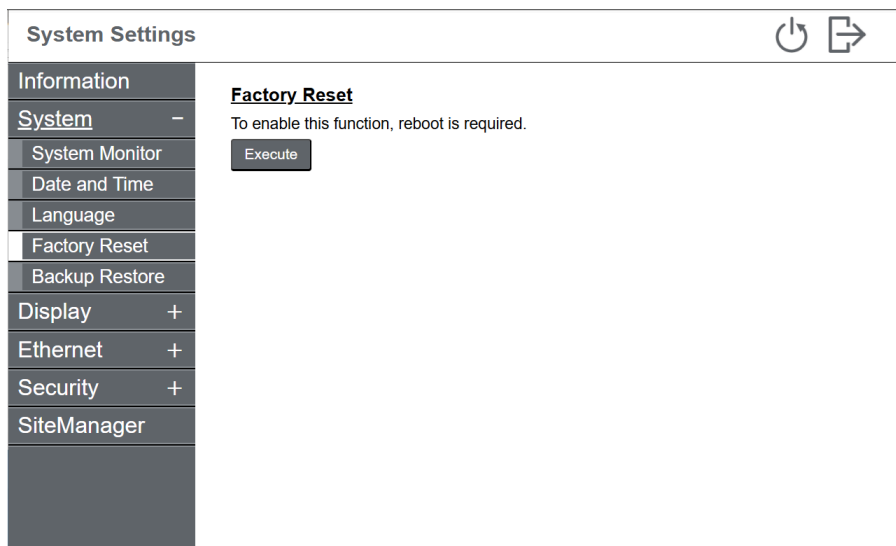 System Settings
Information
System −
System Monitor
Date and Time
Language
Factory Reset
Backup Restore
Display +
Ethernet +
Security +
SiteManager
Factory Reset
To enable this function, reboot is required.
Execute